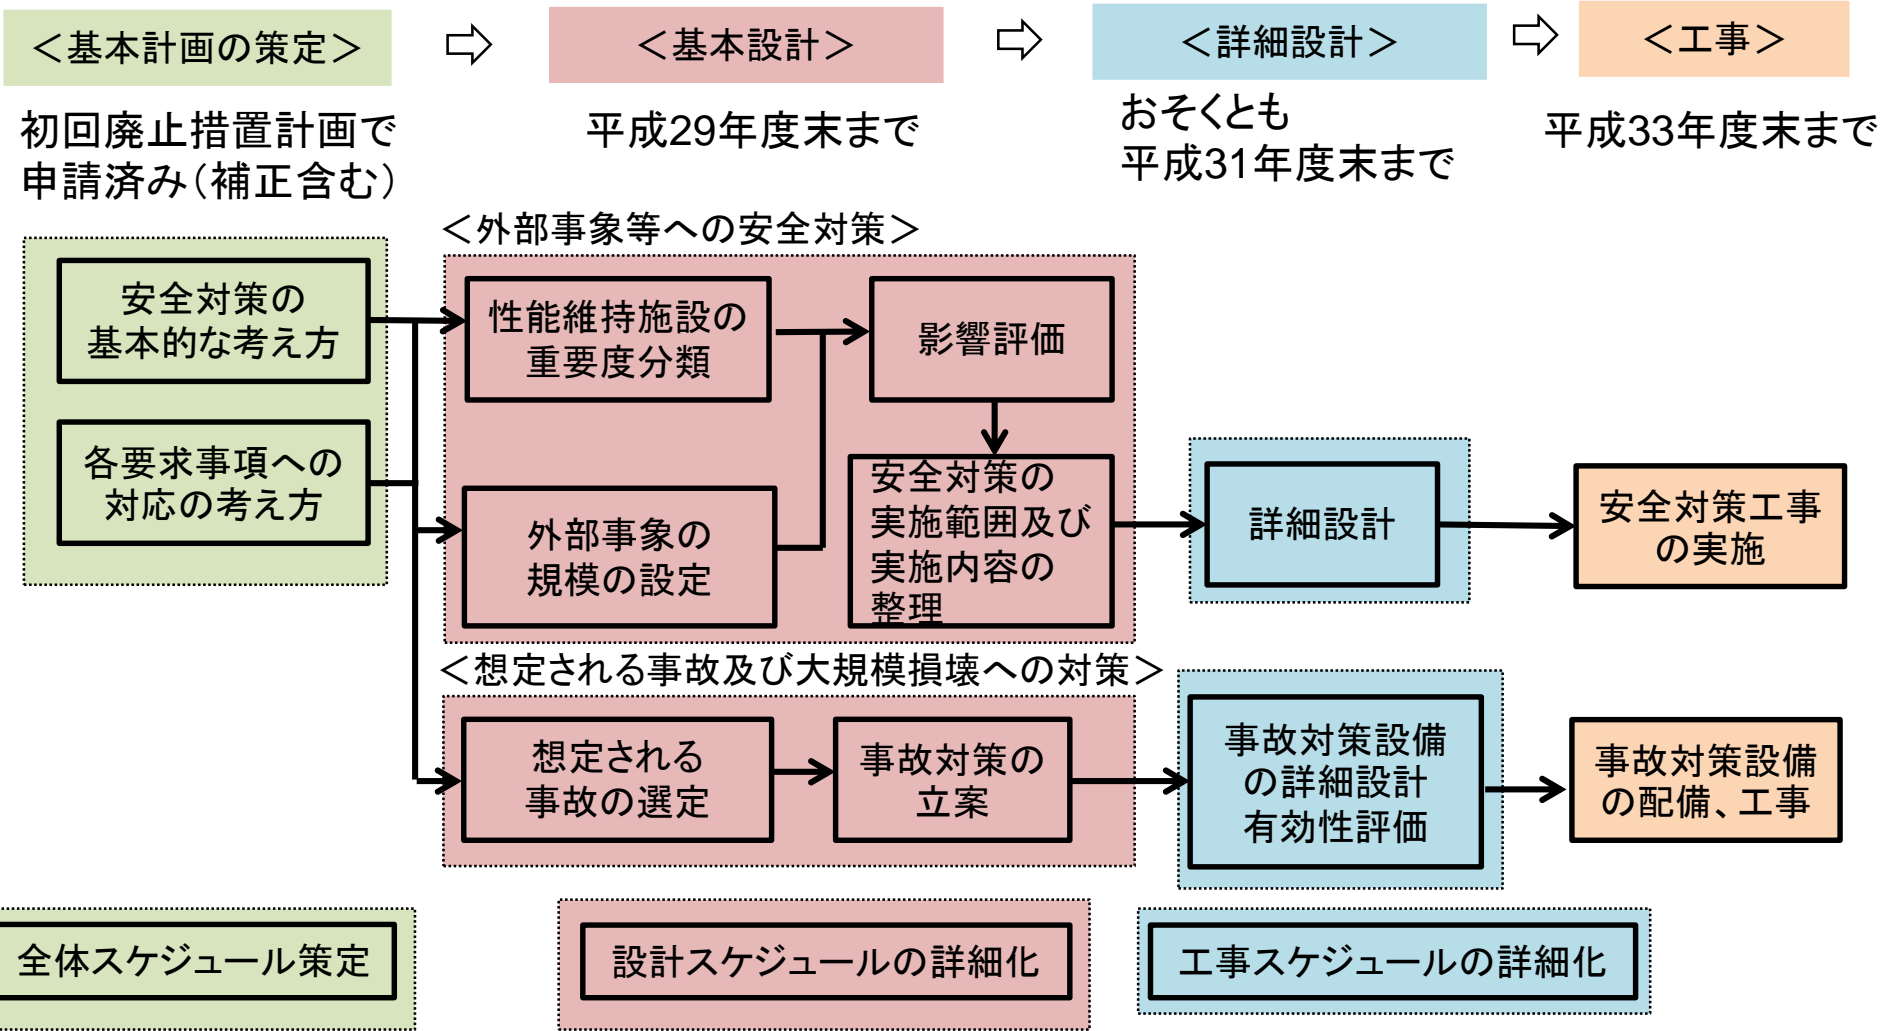 ＜基本計画の策定＞
＜基本設計＞
＜詳細設計＞
＜工事＞
初回廃止措置計画で
申請済み（補正含む）
平成29年度末まで
おそくとも
平成31年度末まで
平成33年度末まで
＜外部事象等への安全対策＞
安全対策の
基本的な考え方
各要求事項への
対応の考え方
性能維持施設の
重要度分類
影響評価
外部事象の
規模の設定
安全対策の
実施範囲及び
実施内容の
整理
詳細設計
安全対策工事
の実施
＜想定される事故及び大規模損壊への対策＞
想定される
事故の選定
事故対策の
立案
事故対策設備
の詳細設計
有効性評価
事故対策設備
の配備、工事
全体スケジュール策定
設計スケジュールの詳細化
工事スケジュールの詳細化